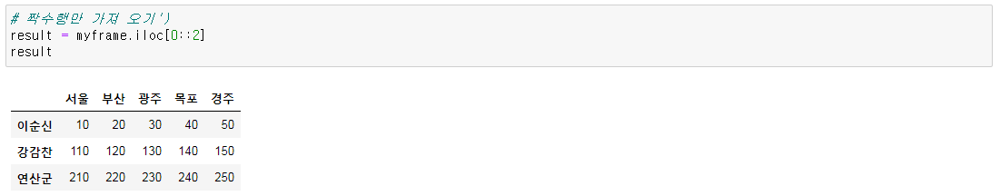 # 짝수행만 가져 오기')
result = myframe.iloc[0::2]
result
서울 부산 광주 목포 경주
이순신 10 20 30 40 50
강감찬 110 120 130 140 150
연산군 210 220 230 240 250